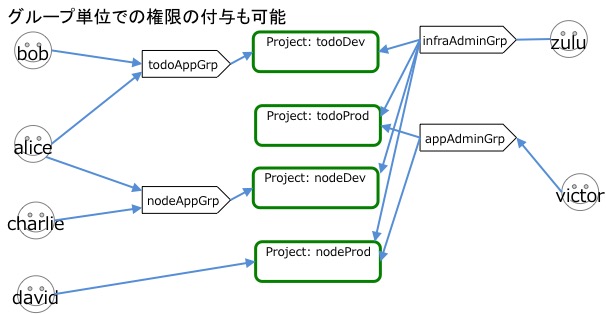 グループ単位での権限の付与も可能
bob
todoAppGrp
Project: todoDev
infraAdminGrp
zulu
alice
Project: todoProd
appAdminGrp
nodeAppGrp
Project: nodeDev
victor
charlie
Project: nodeProd
david